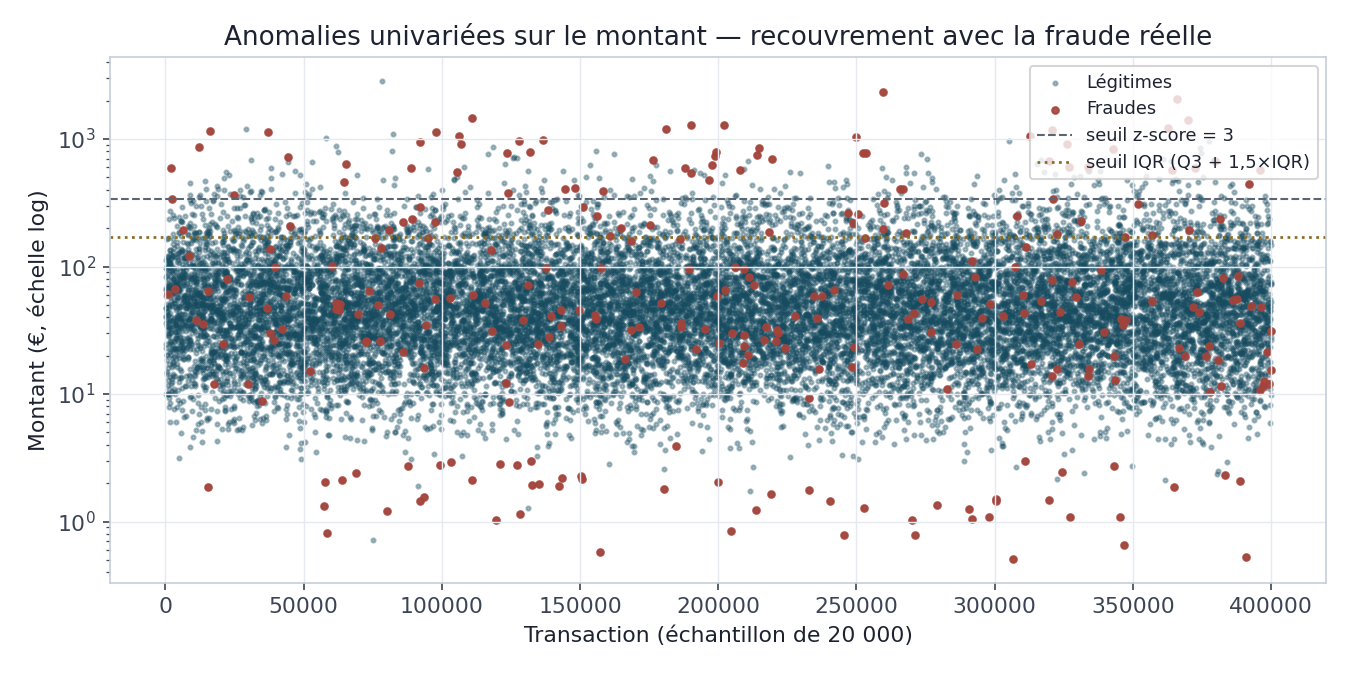 Anomalies univariées sur le montant — recouvrement avec la fraude réelle
Légitimes
Fraudes
seuil z-score = 3
seuil IQR (Q3 + 1,5×IQR)
Montant (€, échelle log)
10³
10²
10¹
10⁰
0 50000 100000 150000 200000 250000 300000 350000 400000
Transaction (échantillon de 20 000)